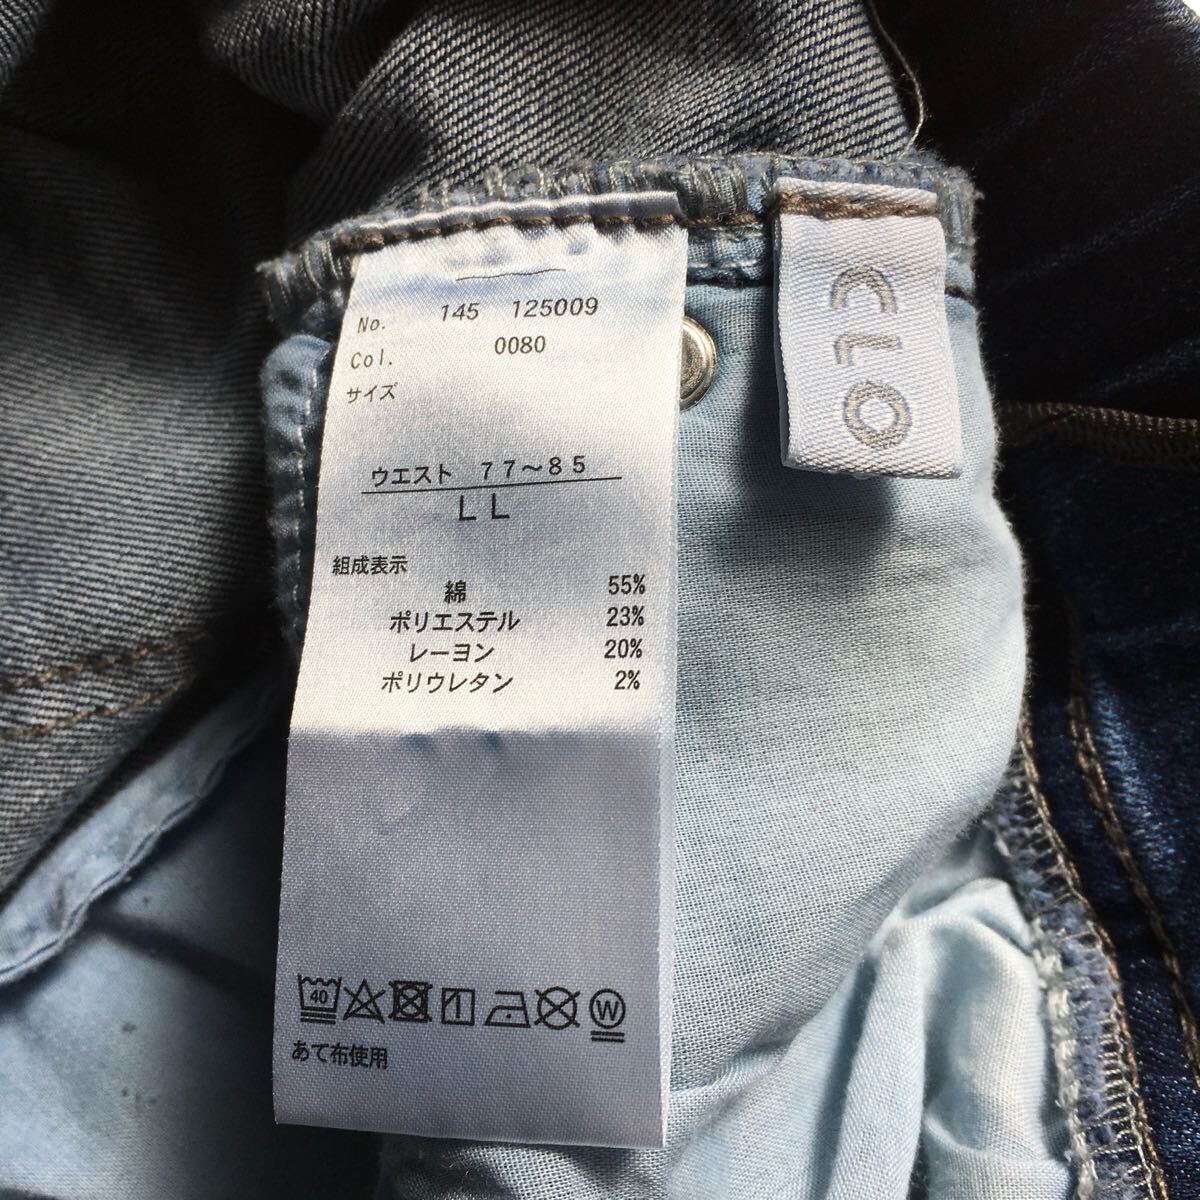 No. 145 125009
Col. 0080
サイズ
ウエスト 77～85
LL
組成表示
綿 55%
ポリエステル 23%
レーヨン 20%
ポリウレタン 2%
40
W
あて布使用
CLO